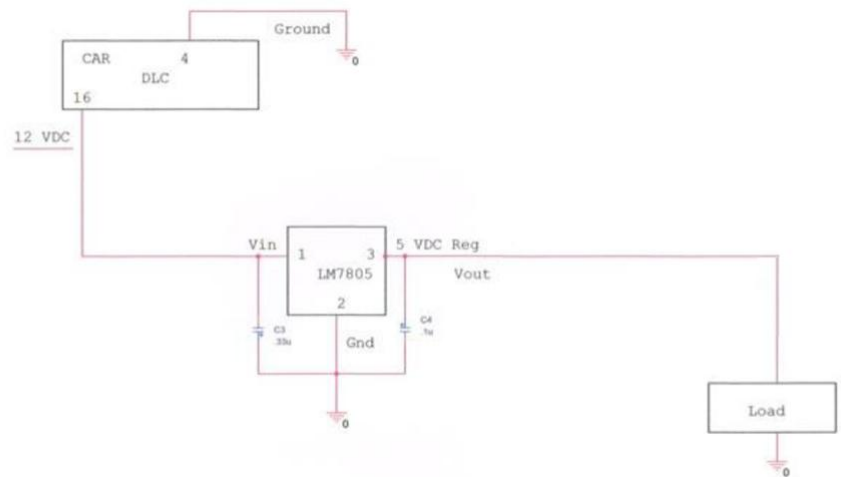 Ground
0
CAR 4
DLC
16
12 VDC
Vin 1 3 5 VDC Reg
LM7805 Vout
2
C3
.33u
C4
.1u
Gnd
0
Load
0